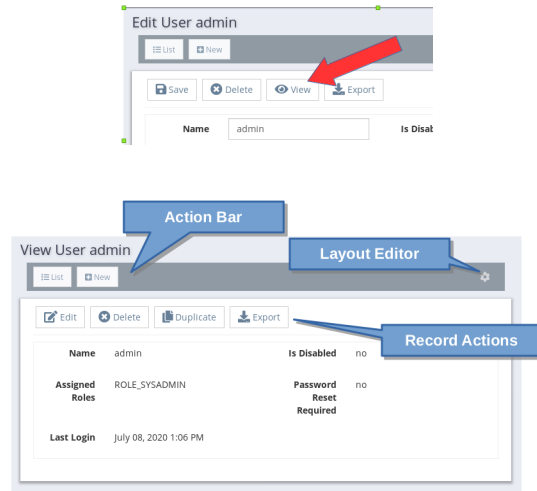 Edit User admin
List New
Save Delete View Export
Name admin Is Disab
Action Bar
View User admin
Layout Editor
List New
Edit Delete Duplicate Export
Record Actions
Name admin Is Disabled no
Assigned Roles ROLE_SYSADMIN Password Reset Required no
Last Login July 08, 2020 1:06 PM